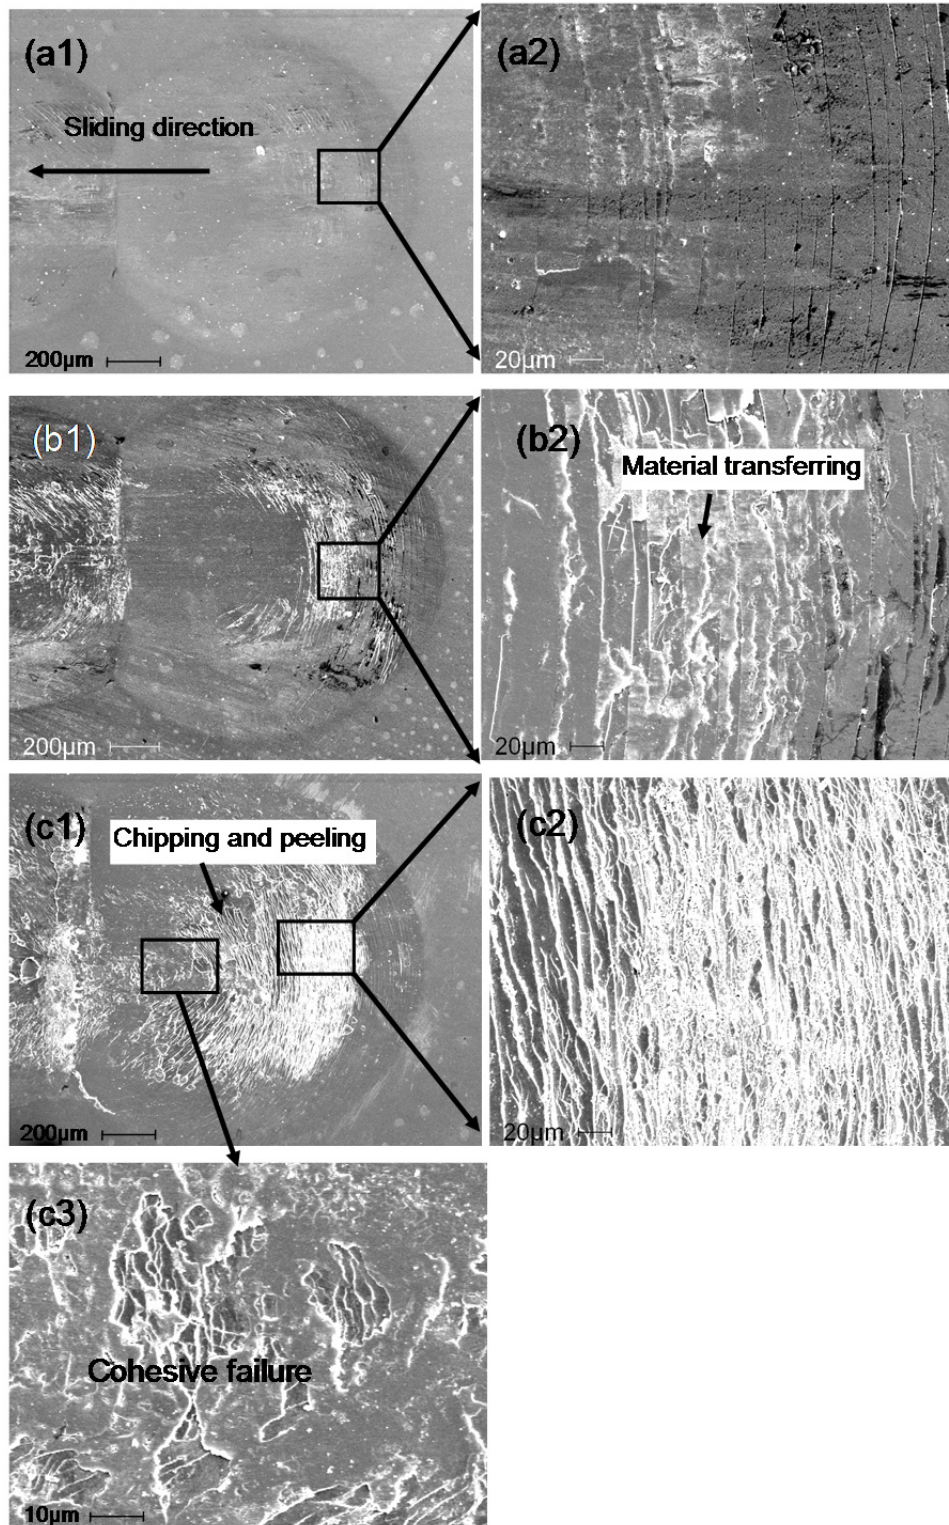 (a1)
(a2)
Sliding direction
200μm
20μm
(b1)
(b2)
Material transferring
200μm
20μm
(c1)
(c2)
Chipping and peeling
200μm
20μm
(c3)
Cohesive failure
10μm